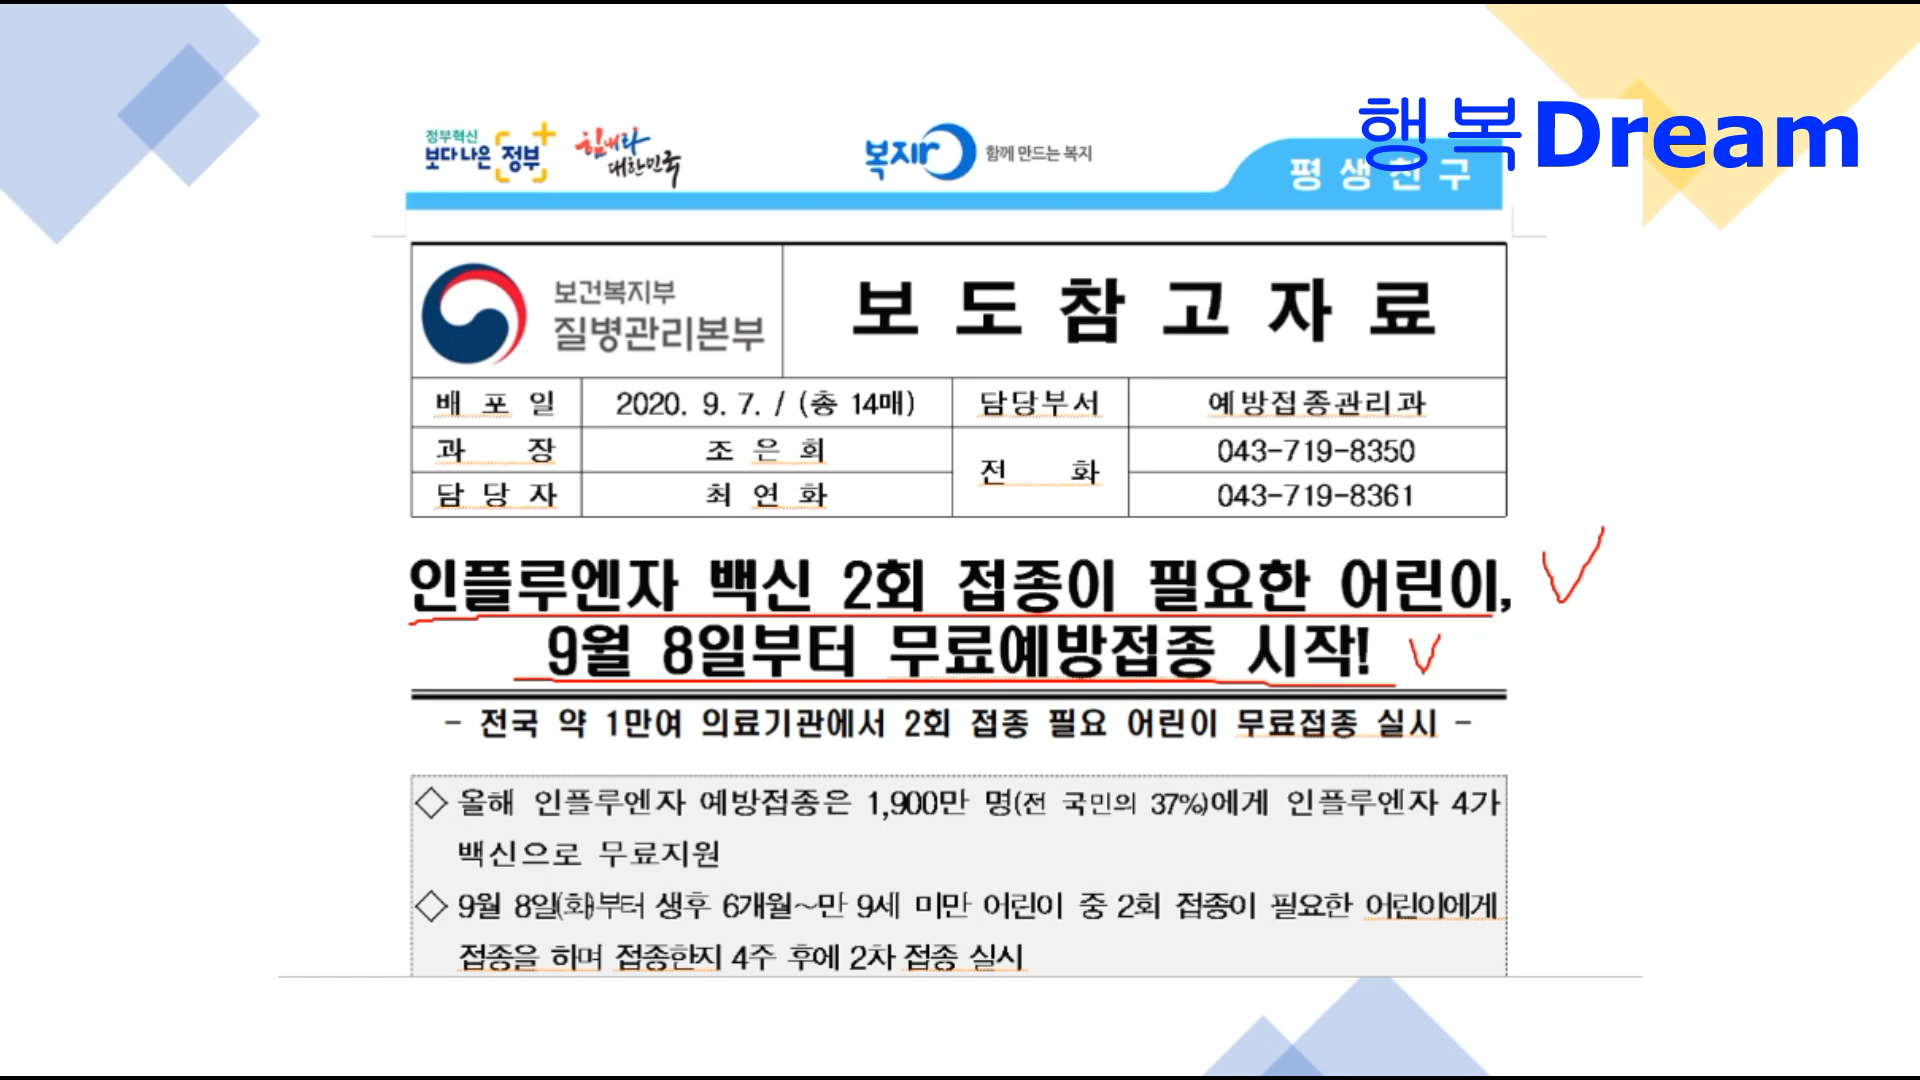 행복Dream
정부혁신
보다나은 정부
힘내라
대한민국
복지로 함께 만드는 복지
평생친구
보건복지부
질병관리본부
보도참고자료
배포일 2020. 9. 7. / (총 14매) 담당부서 예방접종관리과
과 장 조은희 전 화 043-719-8350
담당자 최연화 043-719-8361
인플루엔자 백신 2회 접종이 필요한 어린이,
9월 8일부터 무료예방접종 시작!
- 전국 약 1만여 의료기관에서 2회 접종 필요 어린이 무료접종 실시 -
◇ 올해 인플루엔자 예방접종은 1,900만 명(전 국민의 37%)에게 인플루엔자 4가
백신으로 무료지원
◇ 9월 8일(화)부터 생후 6개월~만 9세 미만 어린이 중 2회 접종이 필요한 어린이에게
접종을 하며 접종한지 4주 후에 2차 접종 실시